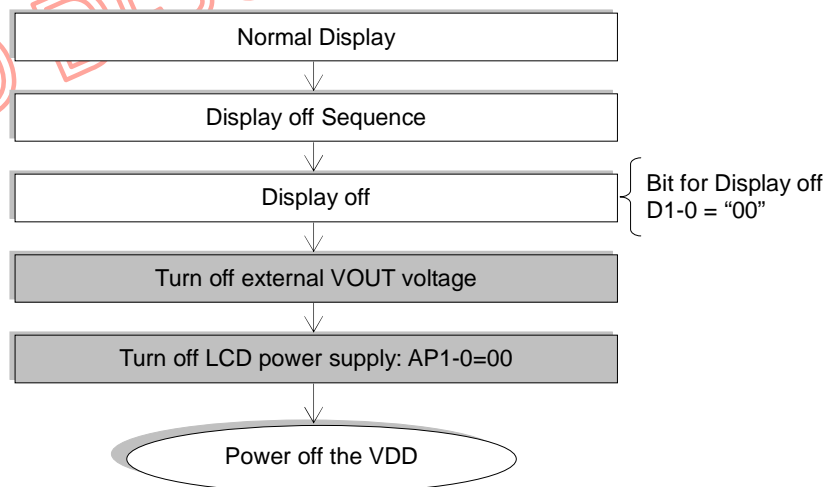 Normal Display
Display off Sequence
Display off
Bit for Display off
D1-0 = “00”
Turn off external VOUT voltage
Turn off LCD power supply: AP1-0=00
Power off the VDD